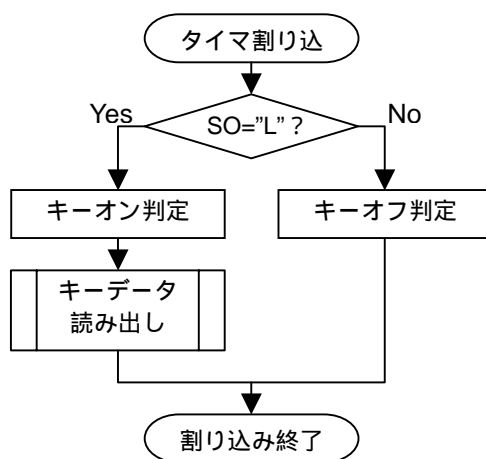 タイマ割り込
SO=”L”？
Yes
No
キーオン判定
キーオフ判定
キーデータ
読み出し
割り込み終了